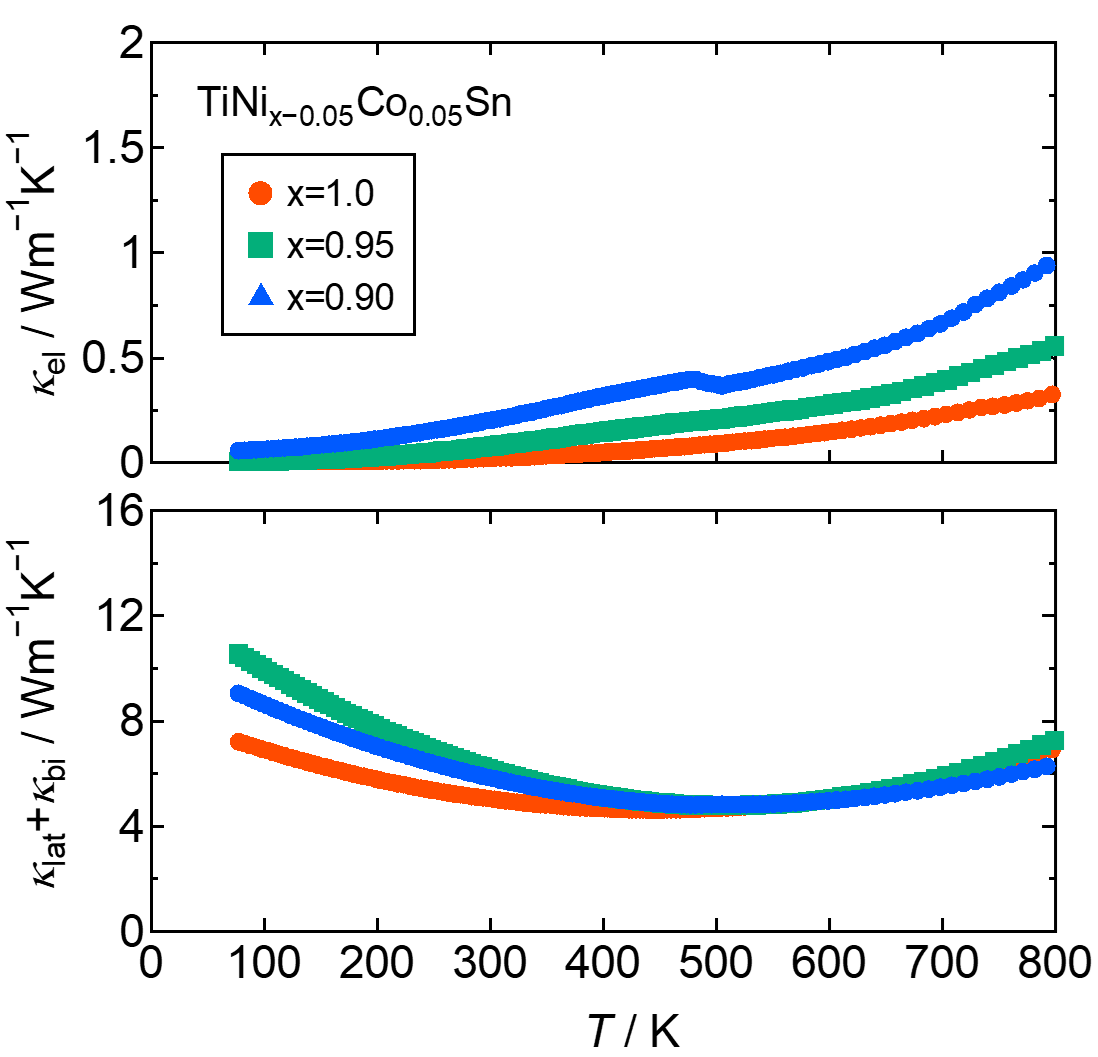 2
1.5
1
0.5
0
κel / Wm−1K−1
TiNix−0.05Co0.05Sn
x=1.0
x=0.95
x=0.90
16
12
8
4
0
κlat+κbi / Wm−1K−1
0 100 200 300 400 500 600 700 800
T / K